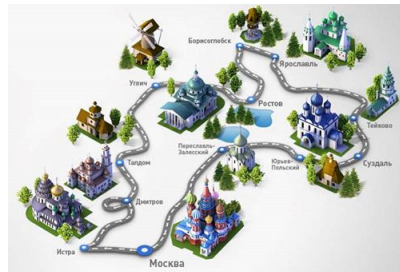 Борисоглебск
Ярославль
Углич
Ростов
Тейково
Переславль-
Залесский
Юрьев-
Польский
Суздаль
Талдом
Дмитров
Истра
Москва